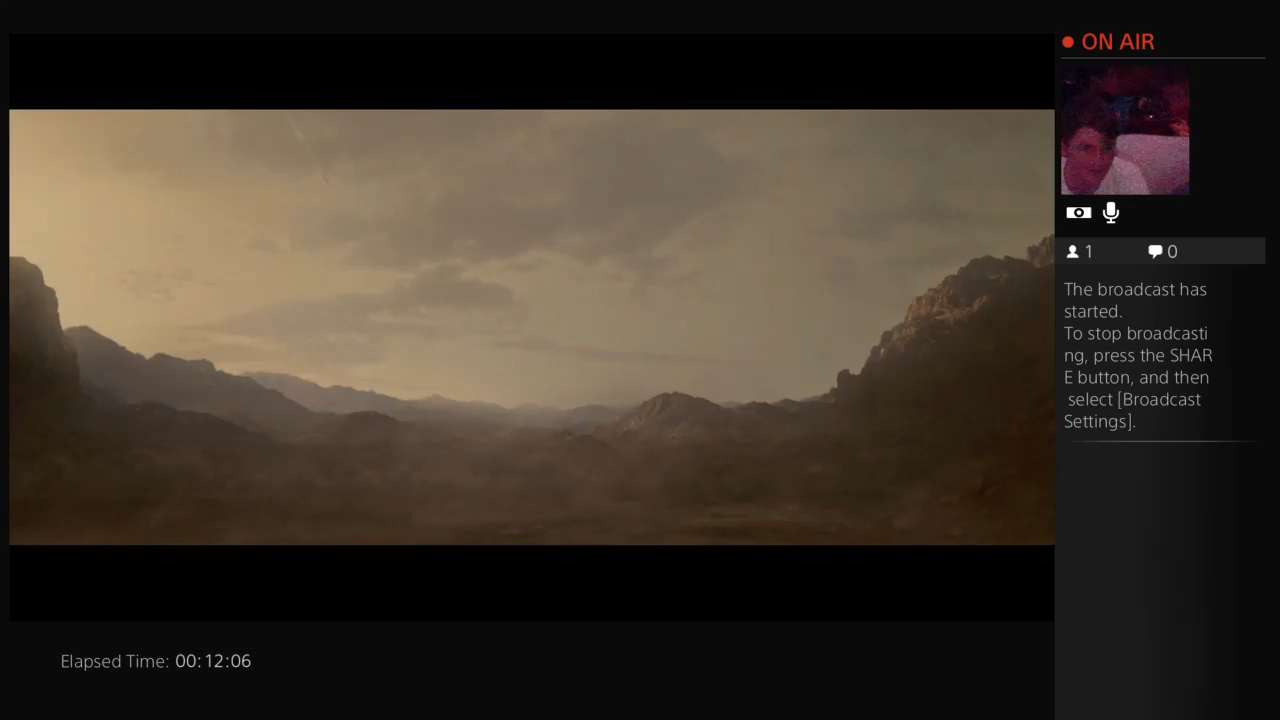 ON AIR
1 0
The broadcast has
started.
To stop broadcasti
ng, press the SHAR
E button, and then
select [Broadcast
Settings].
Elapsed Time: 00:12:06